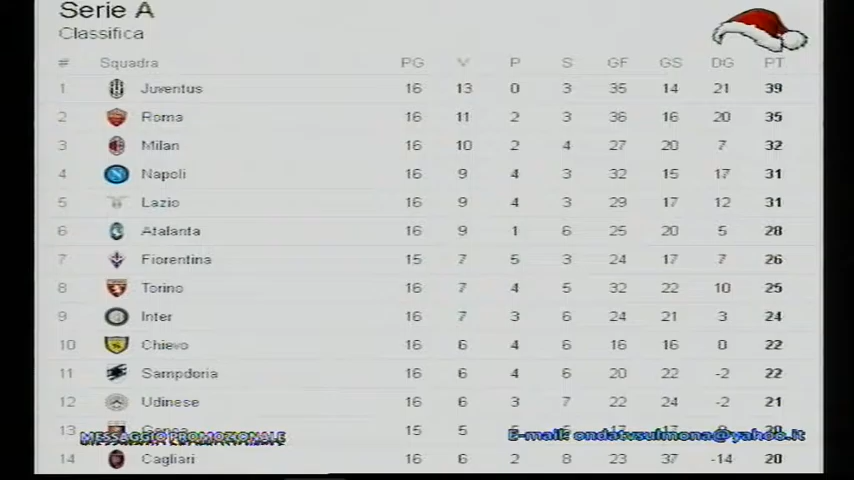 Serie A
Classifica
# Squadra PG V P S GF GS DG PT
1 Juventus 16 13 0 3 35 14 21 39
2 Roma 16 11 2 3 36 16 20 35
3 Milan 16 10 2 4 27 20 7 32
4 Napoli 16 9 4 3 32 15 17 31
5 Lazio 16 9 4 3 29 17 12 31
6 Atalanta 16 9 1 6 25 20 5 28
7 Fiorentina 15 7 5 3 24 17 7 26
8 Torino 16 7 4 5 32 22 10 25
9 Inter 16 7 3 6 24 21 3 24
10 Chievo 16 6 4 6 16 16 0 22
11 Sampdoria 16 6 4 6 20 22 -2 22
12 Udinese 16 6 3 7 22 24 -2 21
13 Genoa 15 5
MESSAGGIO PROMOZIONALE E-mail: ondatvsulmona@yahoo.it
14 Cagliari 16 6 2 8 23 37 -14 20